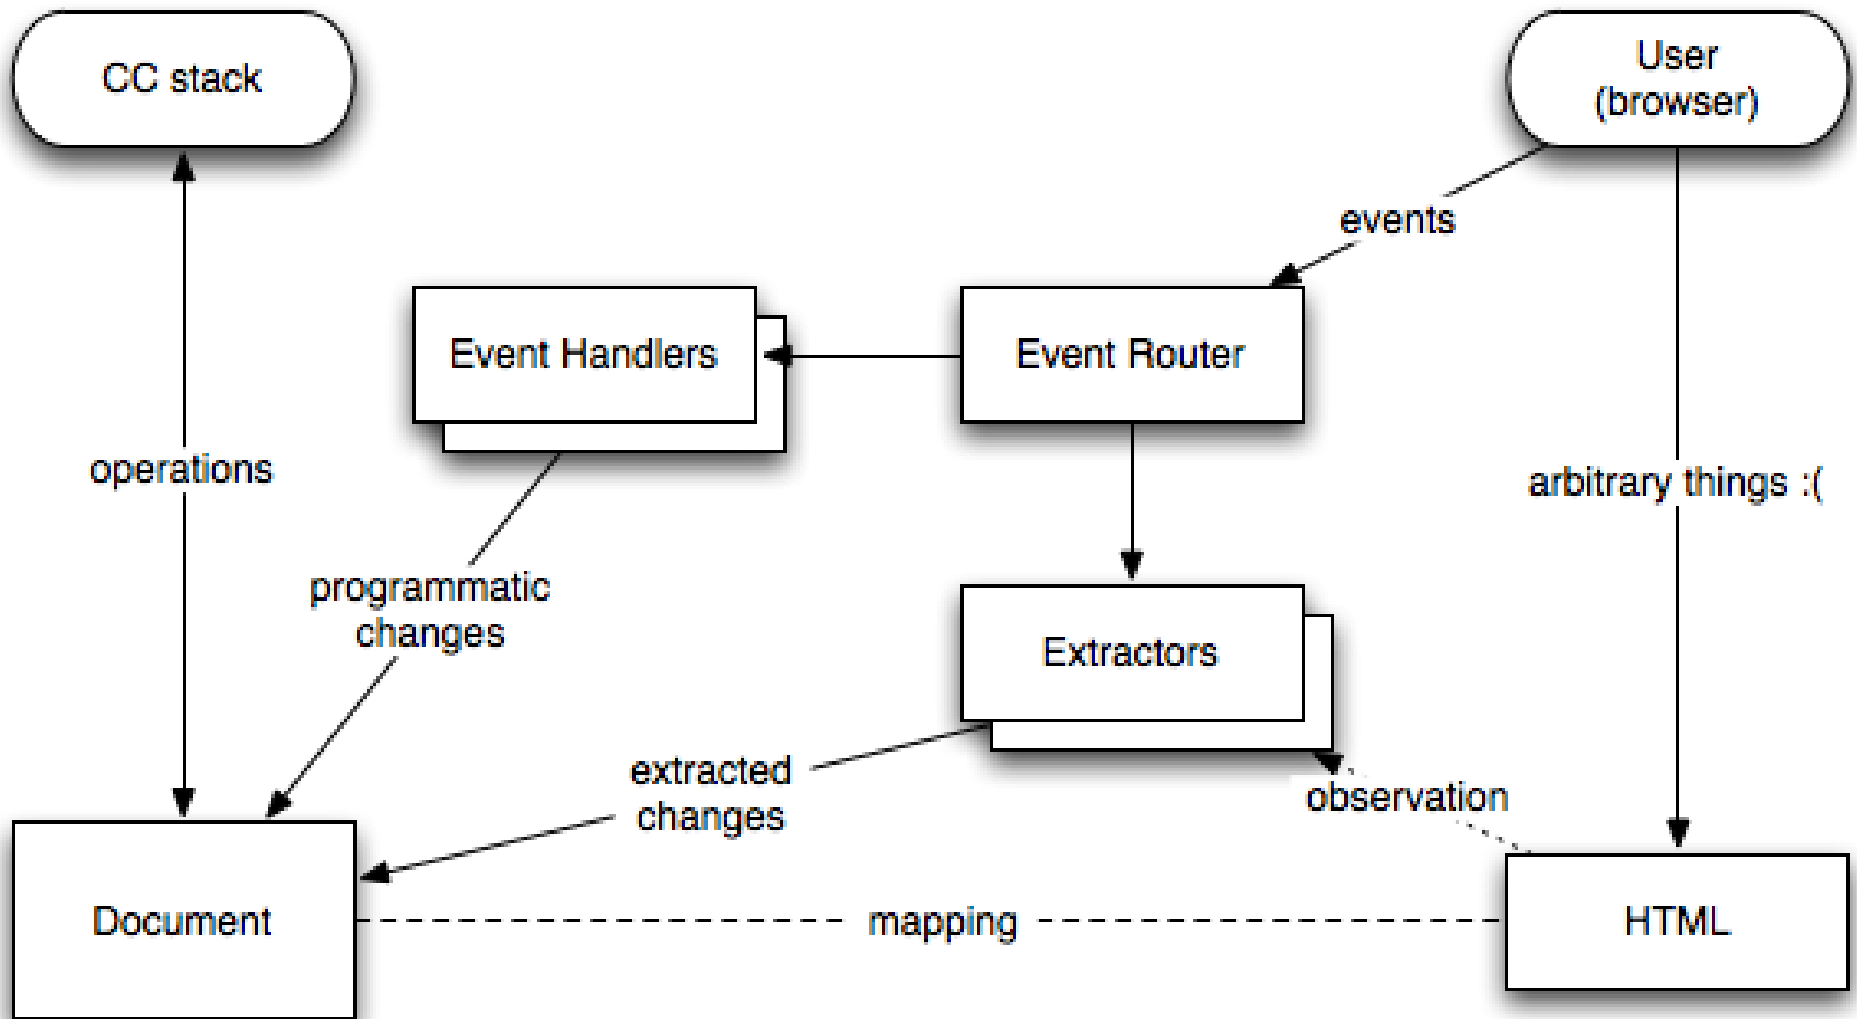 CC stack
User
(browser)
events
Event Handlers
Event Router
operations
arbitrary things :(
programmatic
changes
Extractors
extracted
changes
observation
Document
mapping
HTML